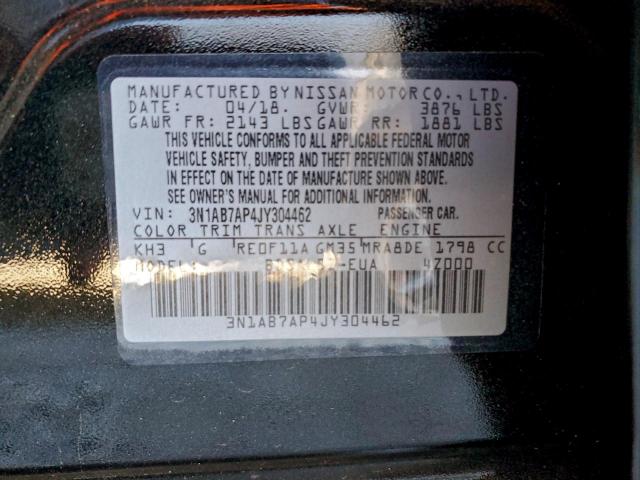 MANUFACTURED BY NISSAN MOTOR CO., LTD.
DATE: 04/18. GVWR: 3876 LBS
GAWR FR: 2143 LBS GAWR RR: 1881 LBS
THIS VEHICLE CONFORMS TO ALL APPLICABLE FEDERAL MOTOR
VEHICLE SAFETY, BUMPER AND THEFT PREVENTION STANDARDS
IN EFFECT ON THE DATE OF MANUFACTURE SHOWN ABOVE.
SEE OWNER'S MANUAL FOR ADDITIONAL INFORMATION.
VIN: 3N1AB7AP4JY304462 PASSENGER CAR.
COLOR TRIM TRANS AXLE ENGINE
KH3 G RE0F11A GM35 MRA8DE 1798 CC
MODEL: -EUA 4Z000
3N1AB7AP4JY304462